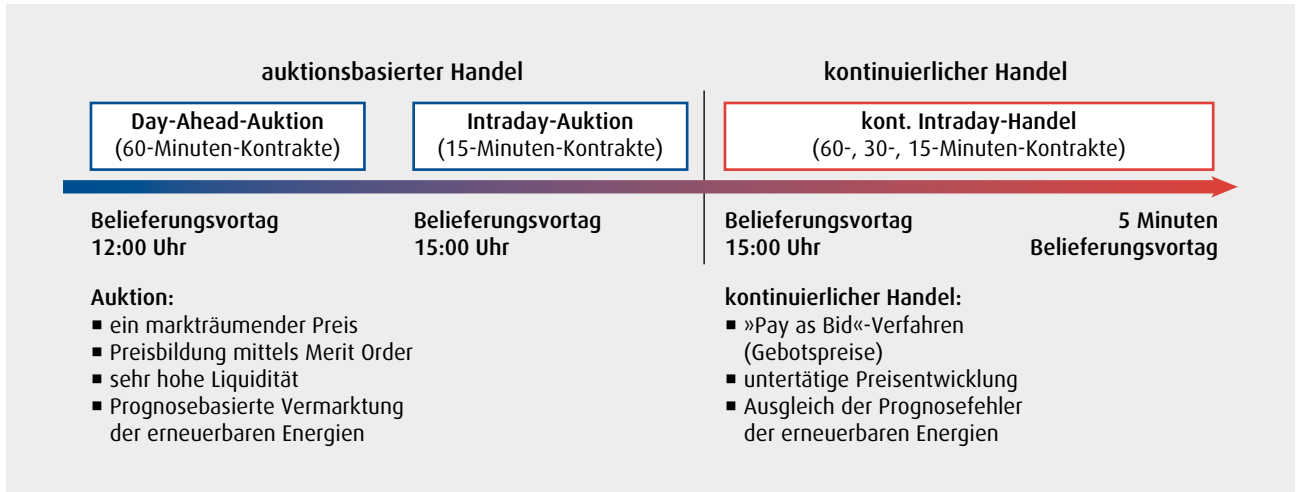 auktionsbasierter Handel
kontinuierlicher Handel
Day-Ahead-Auktion
(60-Minuten-Kontrakte)
Intraday-Auktion
(15-Minuten-Kontrakte)
kont. Intraday-Handel
(60-, 30-, 15-Minuten-Kontrakte)
Belieferungsvortag
12:00 Uhr
Belieferungsvortag
15:00 Uhr
Belieferungsvortag
15:00 Uhr
5 Minuten
Belieferungsvortag
Auktion:
■ ein markträumender Preis
■ Preisbildung mittels Merit Order
■ sehr hohe Liquidität
■ Prognosebasierte Vermarktung
der erneuerbaren Energien
kontinuierlicher Handel:
■ »Pay as Bid«-Verfahren
(Gebotspreise)
■ untertätige Preisentwicklung
■ Ausgleich der Prognosefehler
der erneuerbaren Energien